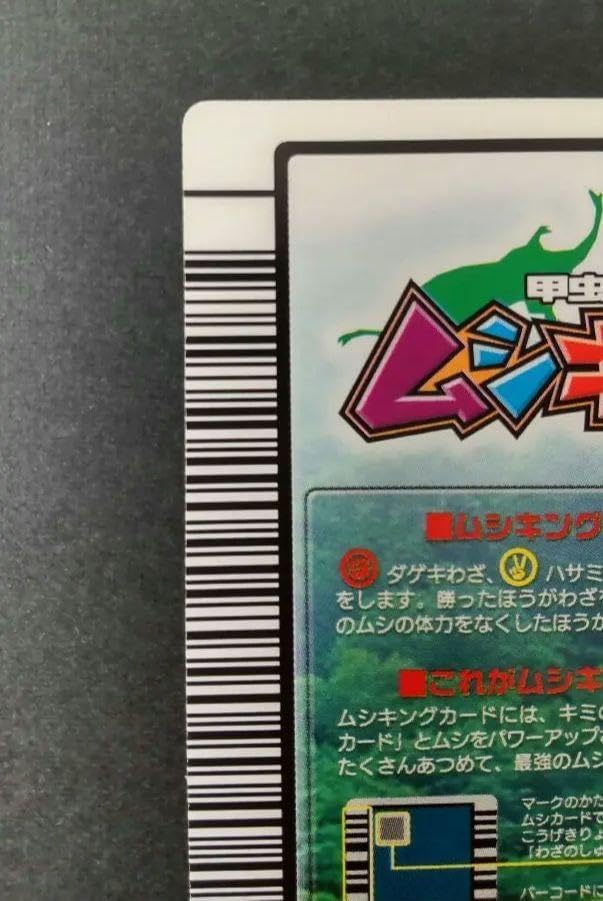 甲虫
ムシキ
■ムシキング
ダゲキわざ、 ハサミ
をします。勝ったほうがわざ
のムシの体力をなくしたほうが
■これがムシキ
ムシキングカードには、キミの
カード」とムシをパワーアップ
たくさんあつめて、最強のムシ
マークのかた
ムシカードで
こうげきりょ
「わざのしゅ
バーコードに